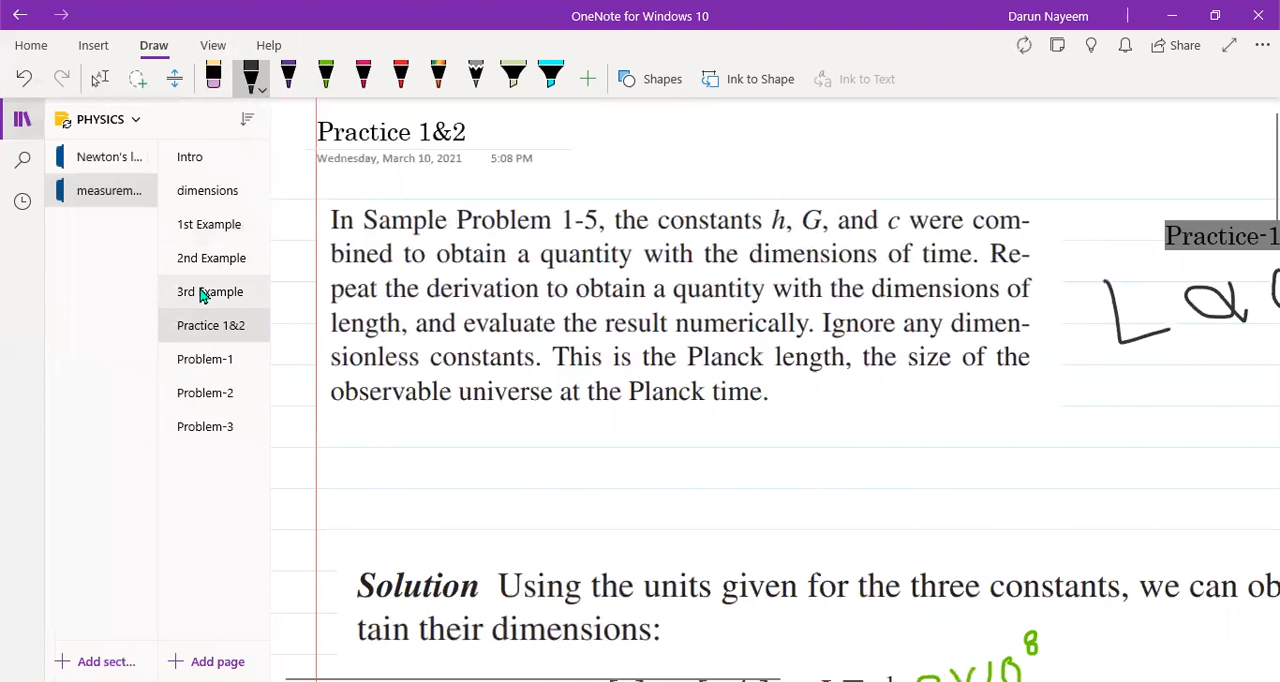 OneNote for Windows 10
Darun Nayeem
Home Insert Draw View Help
Share
Shapes
Ink to Shape
Ink to Text
PHYSICS
Newton's l...
measurem...
Intro
dimensions
1st Example
2nd Example
3rd Example
Practice 1&2
Problem-1
Problem-2
Problem-3
Add sect...
Add page
Practice 1&2
Wednesday, March 10, 2021 5:08 PM
In Sample Problem 1-5, the constants h, G, and c were com-
bined to obtain a quantity with the dimensions of time. Re-
peat the derivation to obtain a quantity with the dimensions of
length, and evaluate the result numerically. Ignore any dimen-
sionless constants. This is the Planck length, the size of the
observable universe at the Planck time.
Practice-1
L α
Solution Using the units given for the three constants, we can ob
tain their dimensions: